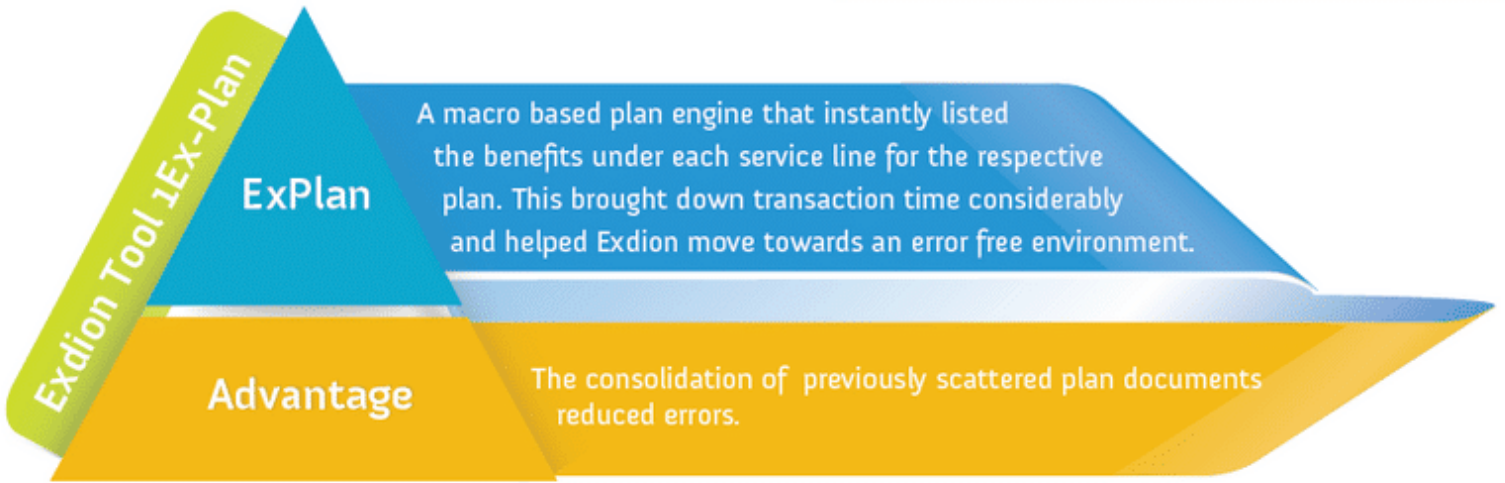 Exdion Tool 1Ex-Plan
ExPlan
A macro based plan engine that instantly listed
the benefits under each service line for the respective
plan. This brought down transaction time considerably
and helped Exdion move towards an error free environment.
Advantage
The consolidation of previously scattered plan documents
reduced errors.